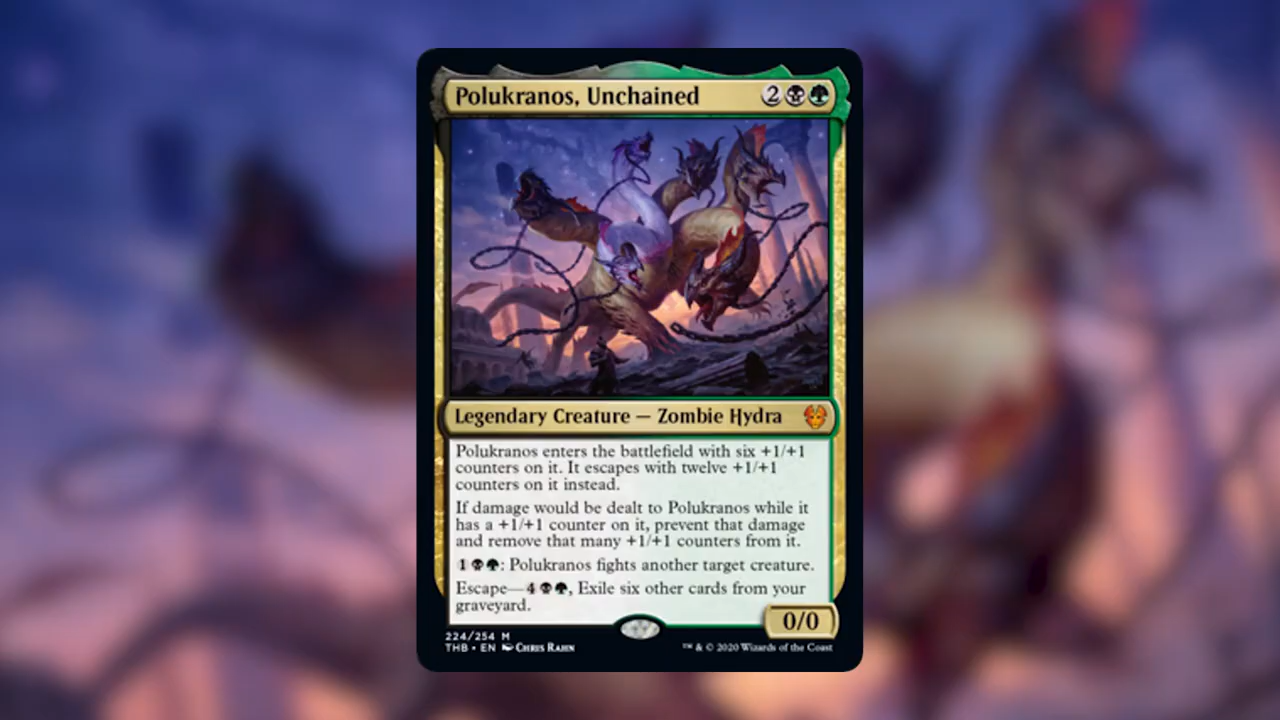 Polukranos, Unchained 2
Legendary Creature — Zombie Hydra
Polukranos enters the battlefield with six +1/+1
counters on it. It escapes with twelve +1/+1
counters on it instead.
If damage would be dealt to Polukranos while it
has a +1/+1 counter on it, prevent that damage
and remove that many +1/+1 counters from it.
1: Polukranos fights another target creature.
Escape—4, Exile six other cards from your
graveyard.
0/0
224/254 M
THB • EN Chris Rahn
™ & © 2020 Wizards of the Coast